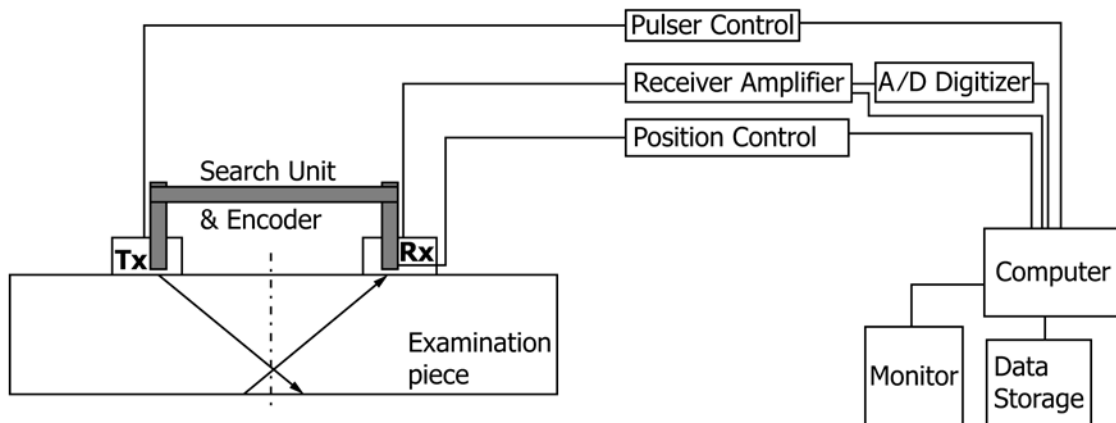 Pulser Control
Receiver Amplifier
A/D Digitizer
Position Control
Search Unit
& Encoder
Tx
Rx
Examination
piece
Computer
Monitor
Data
Storage